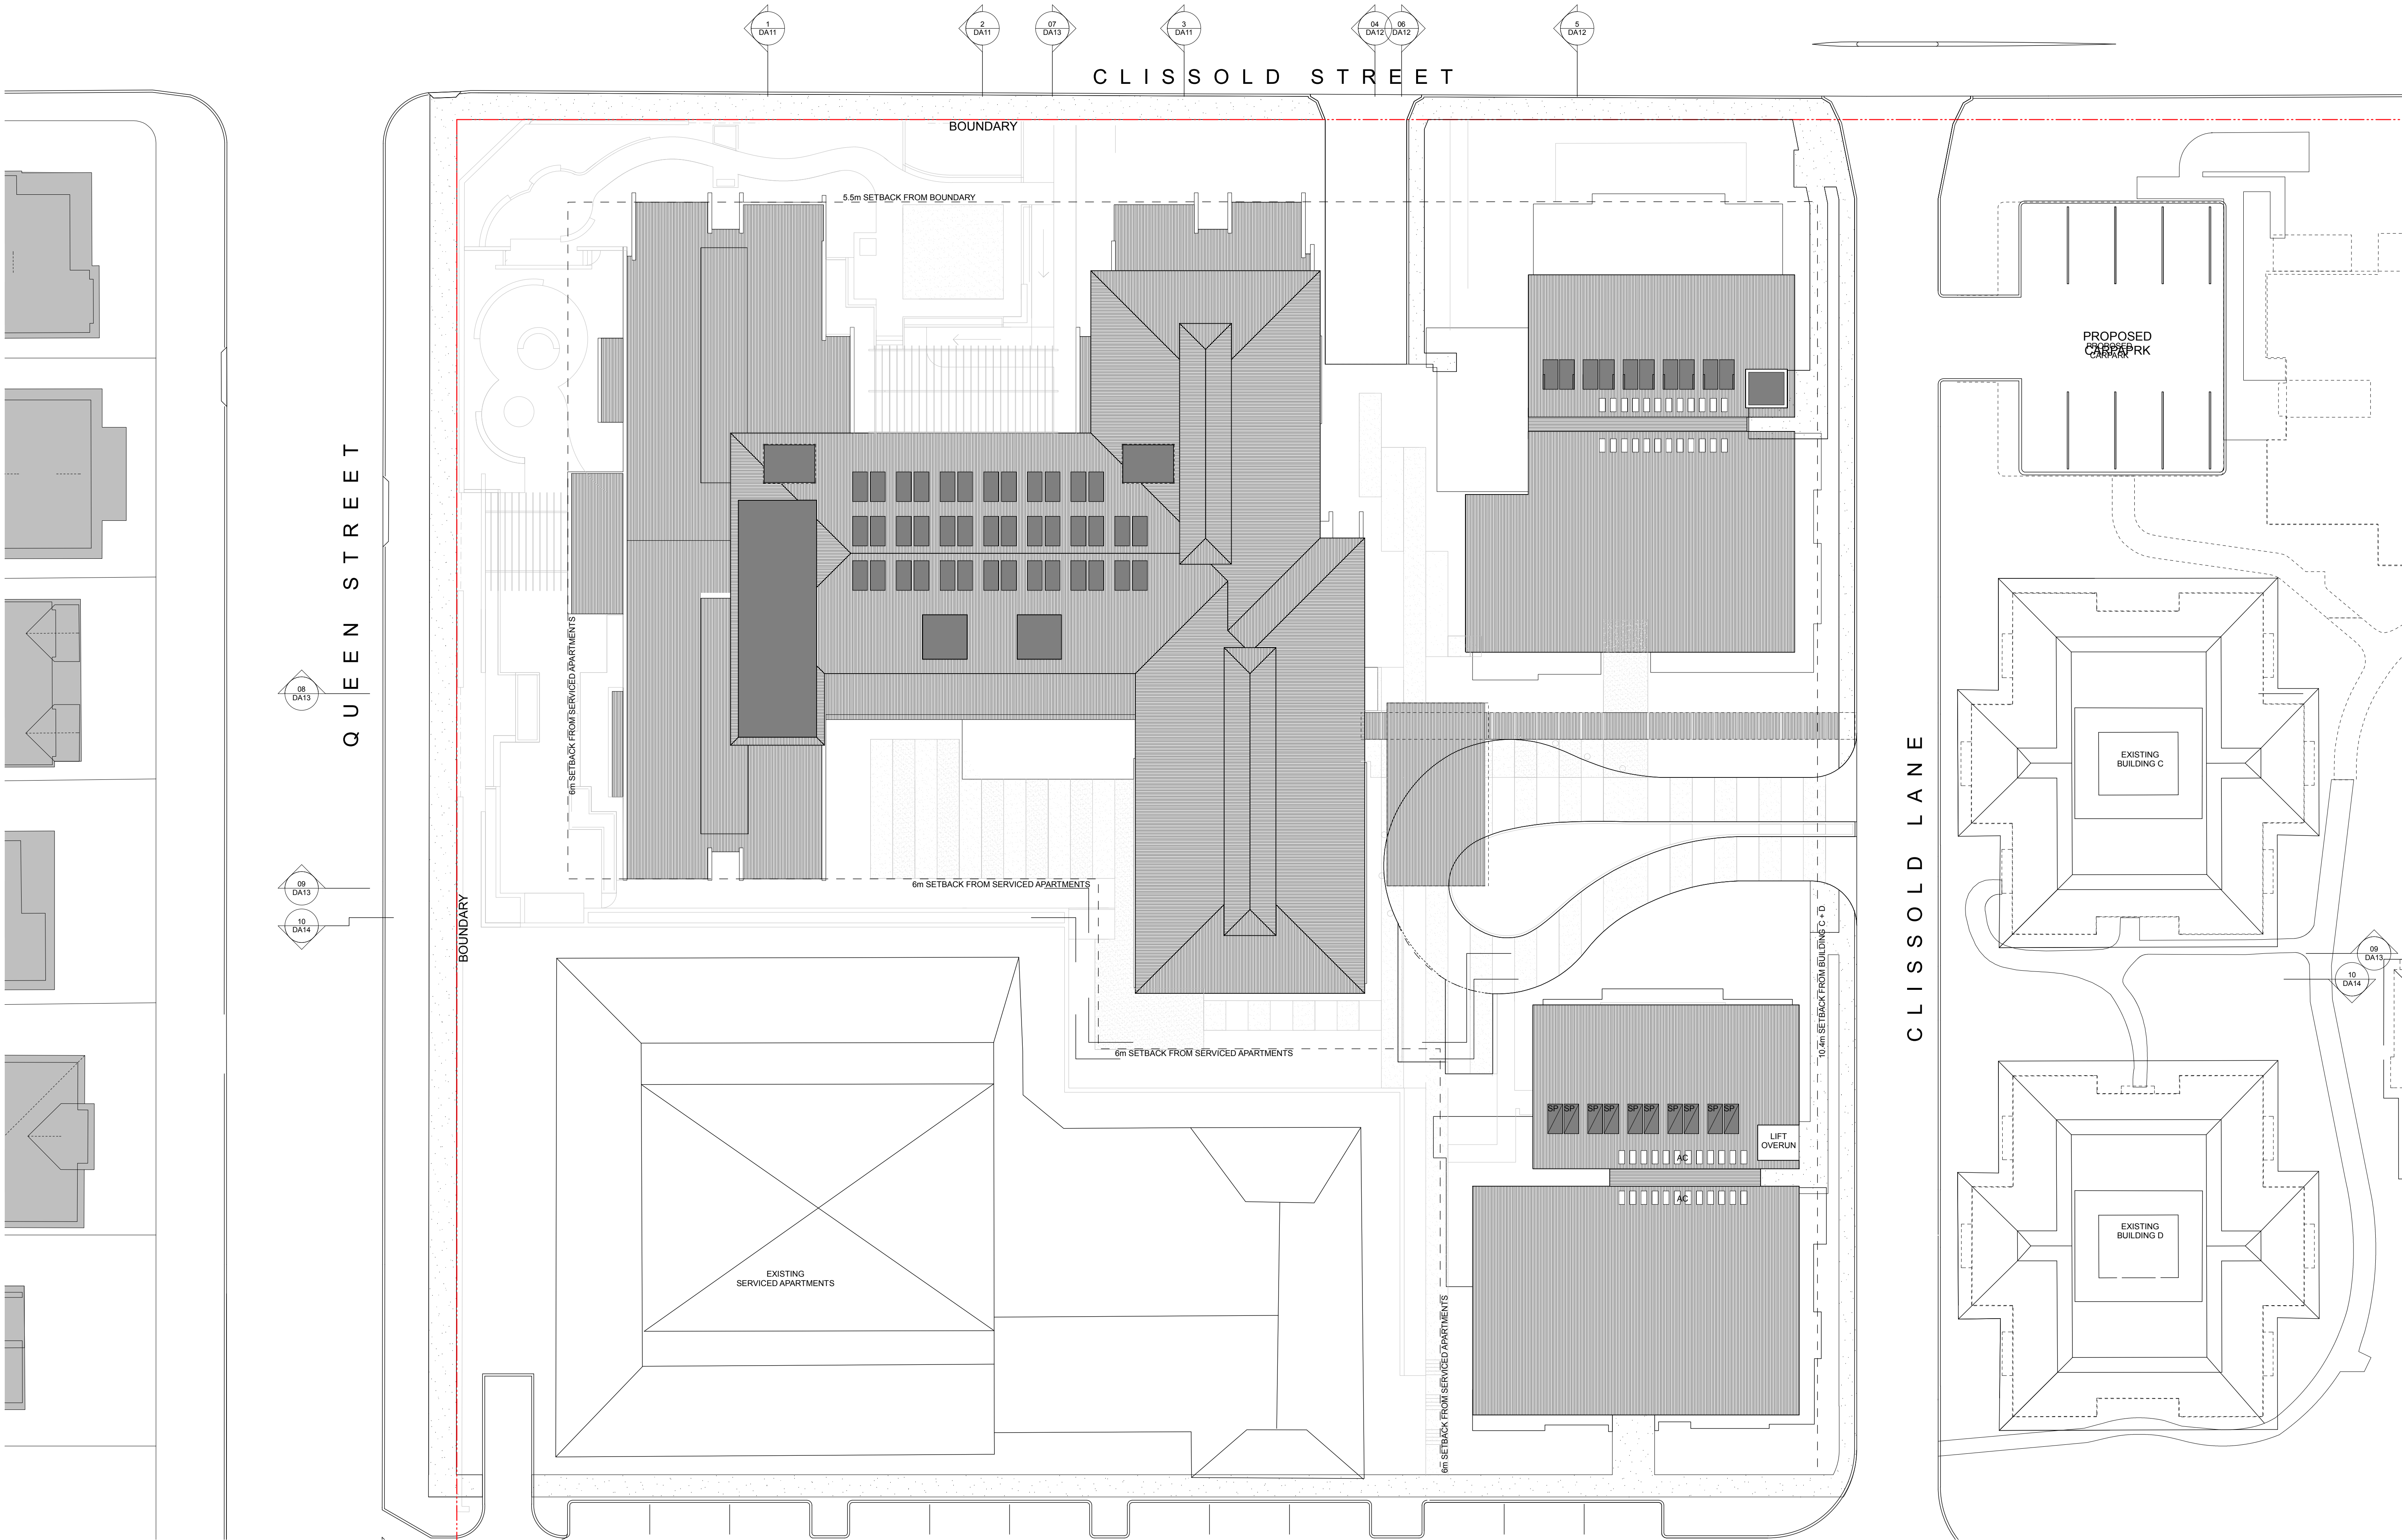 1
DA11
2
DA11
07
DA13
3
DA11
04
DA12
06
DA12
5
DA12
CLISSOLD STREET
BOUNDARY
5.5m SETBACK FROM BOUNDARY
PROPOSED
CARPAPRK
PROPOSED
CARPARK
QUEEN STREET
6m SETBACK FROM SERVICED APARTMENTS
08
DA13
EXISTING
BUILDING C
CLISSOLD LANE
09
DA13
6m SETBACK FROM SERVICED APARTMENTS
10
DA14
BOUNDARY
10.4m SETBACK FROM BUILDING C + D
09
DA13
10
DA14
6m SETBACK FROM SERVICED APARTMENTS
SP SP SP SP SP SP SP SP SP SP
LIFT
OVERUN
AC
AC
EXISTING
BUILDING D
EXISTING
SERVICED APARTMENTS
6m SETBACK FROM SERVICED APARTMENTS